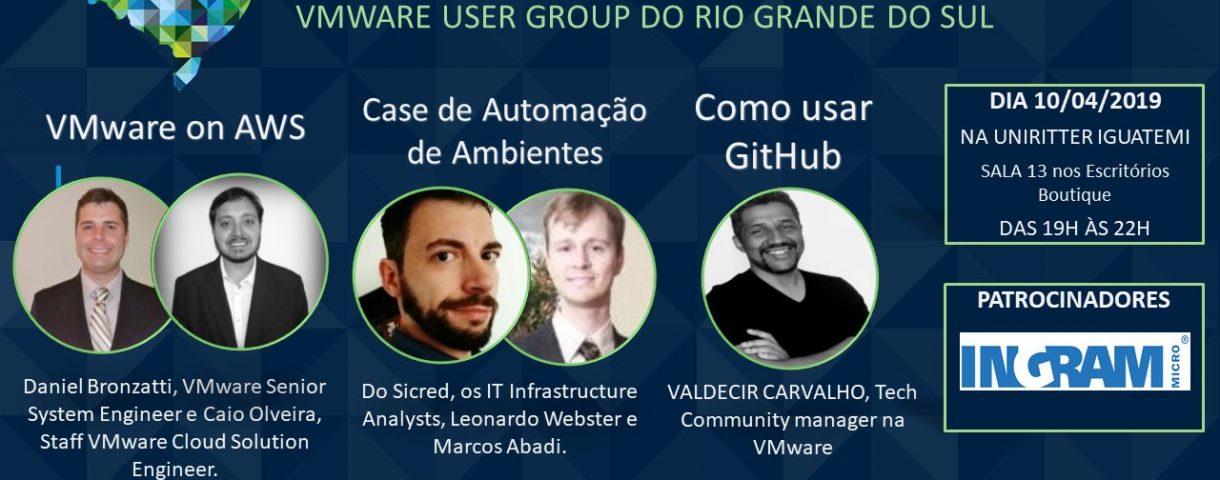 VMWARE USER GROUP DO RIO GRANDE DO SUL
VMware on AWS
Daniel Bronzatti, VMware Senior
System Engineer e Caio Olveira,
Staff VMware Cloud Solution
Engineer.
Case de Automação
de Ambientes
Do Sicred, os IT Infrastructure
Analysts, Leonardo Webster e
Marcos Abadi.
Como usar
GitHub
VALDECIR CARVALHO, Tech
Community manager na
VMware
DIA 10/04/2019
NA UNIRITTER IGUATEMI
SALA 13 nos Escritórios
Boutique
DAS 19H ÀS 22H
PATROCINADORES
INGRAM MICRO®